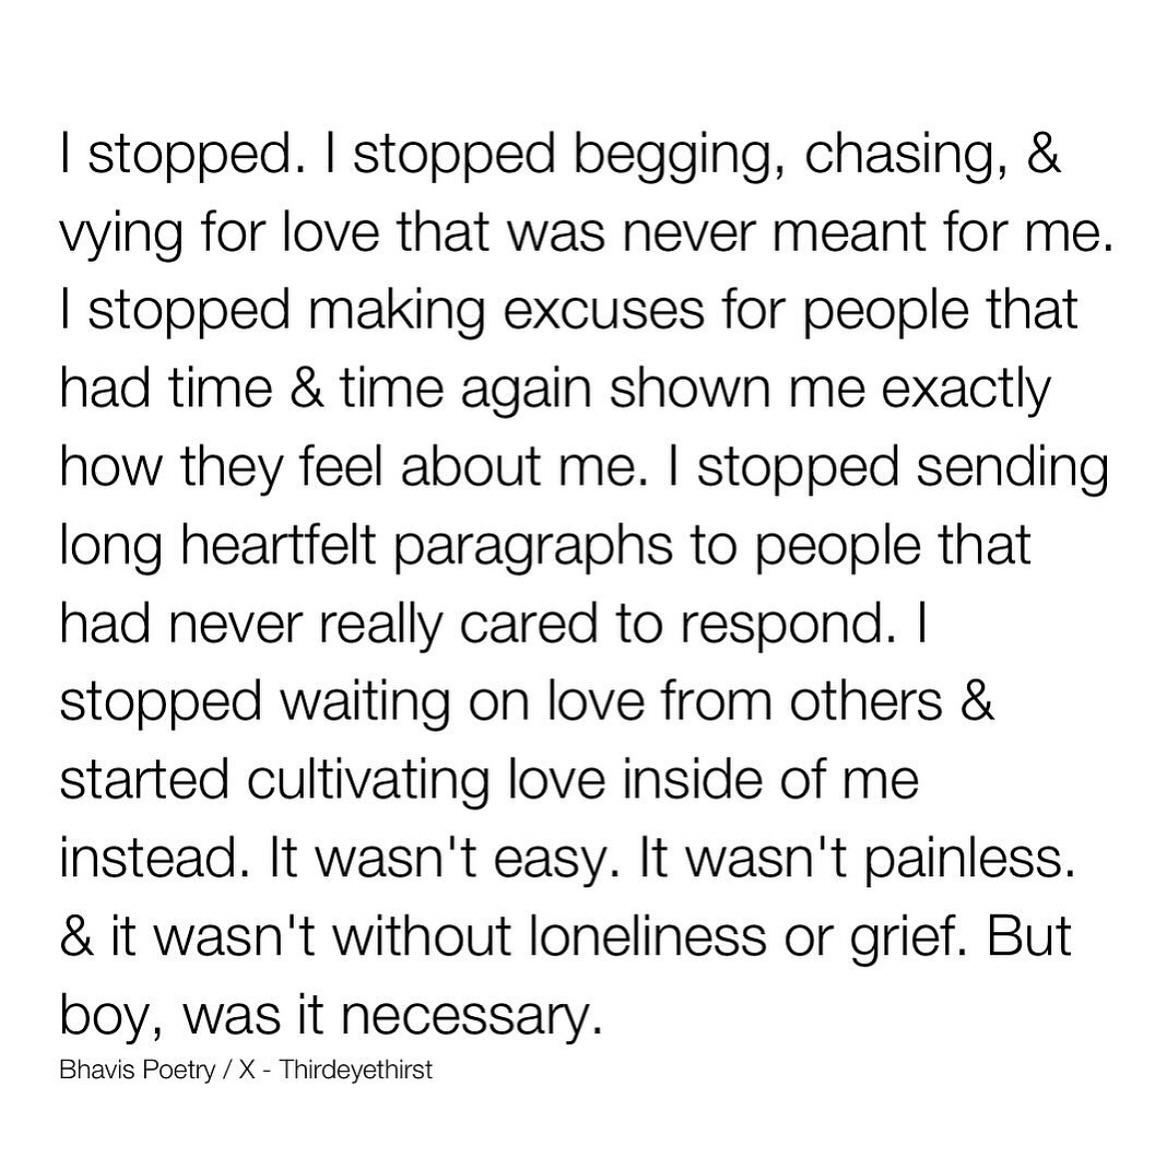 I stopped. I stopped begging, chasing, &
vying for love that was never meant for me.
I stopped making excuses for people that
had time & time again shown me exactly
how they feel about me. I stopped sending
long heartfelt paragraphs to people that
had never really cared to respond. I
stopped waiting on love from others &
started cultivating love inside of me
instead. It wasn't easy. It wasn't painless.
& it wasn't without loneliness or grief. But
boy, was it necessary.
Bhavis Poetry / X - Thirdeyethirst